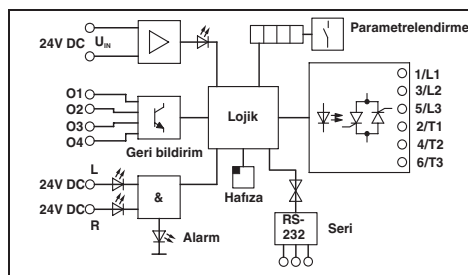 Parametrelendirme
24V DC U IN
O1
O2
O3
O4
Geri bildirim
Lojik
1/L1
3/L2
5/L3
2/T1
4/T2
6/T3
L
24V DC
24V DC
R
&
Alarm
Hafıza
RS-
232
Seri